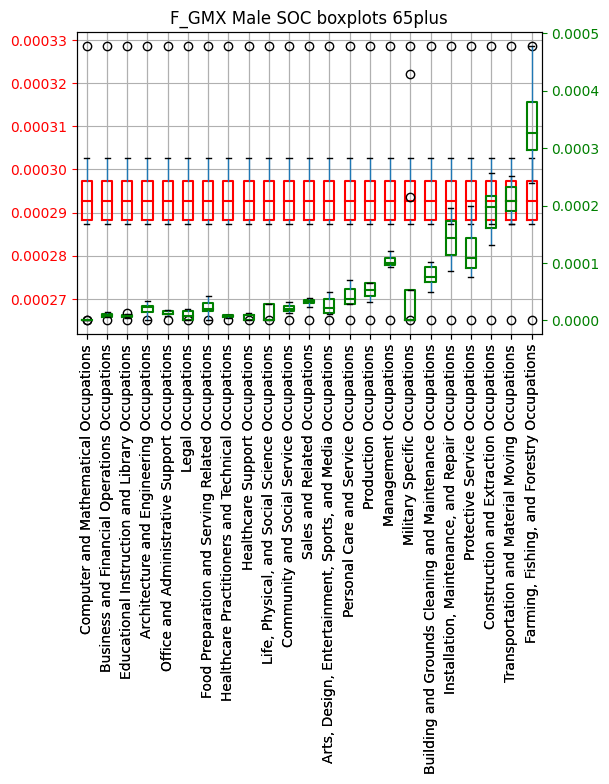 F_GMX Male SOC boxplots 65plus
0.00033
0.00032
0.00031
0.00030
0.00029
0.00028
0.00027
0.0005
0.0004
0.0003
0.0002
0.0001
0.0000
Computer and Mathematical Occupations
Business and Financial Operations Occupations
Educational Instruction and Library Occupations
Architecture and Engineering Occupations
Office and Administrative Support Occupations
Legal Occupations
Food Preparation and Serving Related Occupations
Healthcare Practitioners and Technical Occupations
Healthcare Support Occupations
Life, Physical, and Social Science Occupations
Community and Social Service Occupations
Sales and Related Occupations
Arts, Design, Entertainment, Sports, and Media Occupations
Personal Care and Service Occupations
Production Occupations
Management Occupations
Military Specific Occupations
Building and Grounds Cleaning and Maintenance Occupations
Installation, Maintenance, and Repair Occupations
Protective Service Occupations
Construction and Extraction Occupations
Transportation and Material Moving Occupations
Farming, Fishing, and Forestry Occupations